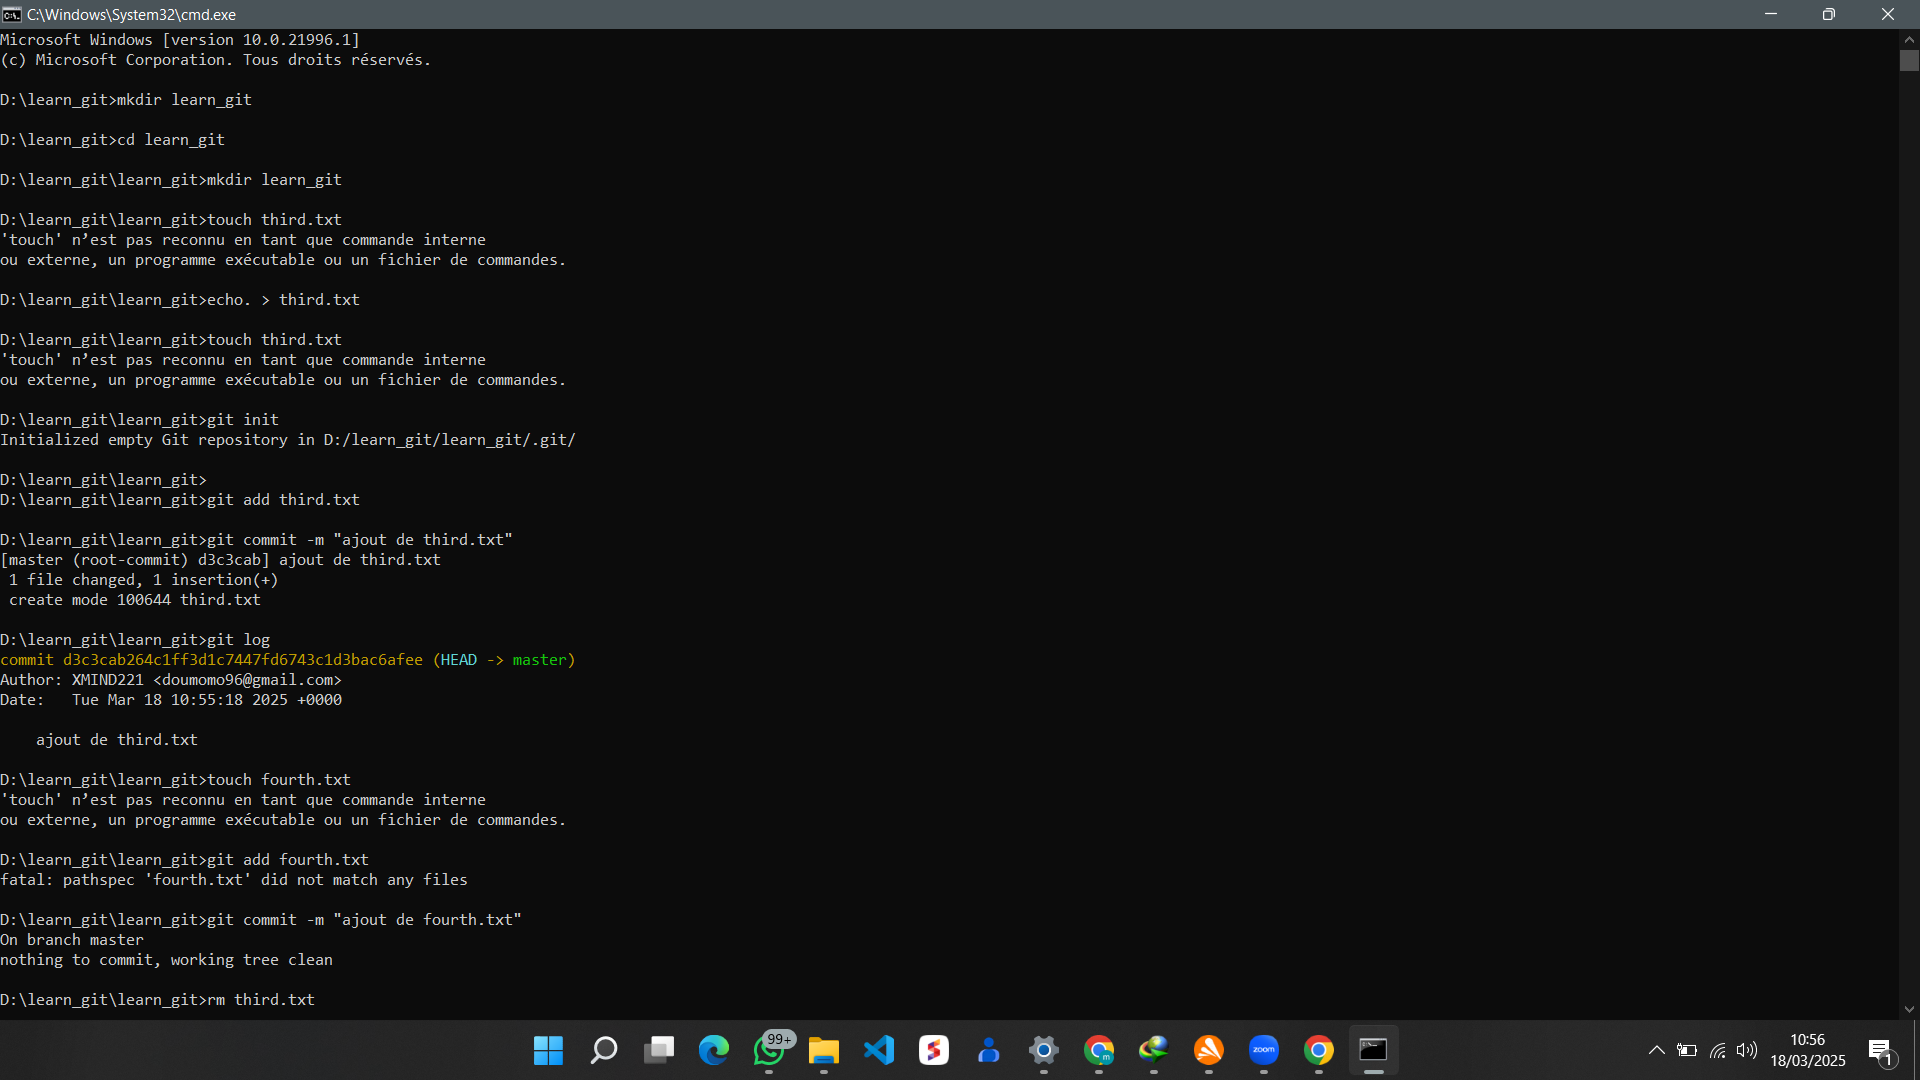 C:\Windows\System32\cmd.exe
Microsoft Windows [version 10.0.21996.1]
(c) Microsoft Corporation. Tous droits réservés.
D:\learn_git>mkdir learn_git
D:\learn_git>cd learn_git
D:\learn_git\learn_git>mkdir learn_git
D:\learn_git\learn_git>touch third.txt
'touch' n’est pas reconnu en tant que commande interne
ou externe, un programme exécutable ou un fichier de commandes.
D:\learn_git\learn_git>echo. > third.txt
D:\learn_git\learn_git>touch third.txt
'touch' n’est pas reconnu en tant que commande interne
ou externe, un programme exécutable ou un fichier de commandes.
D:\learn_git\learn_git>git init
Initialized empty Git repository in D:/learn_git/learn_git/.git/
D:\learn_git\learn_git>
D:\learn_git\learn_git>git add third.txt
D:\learn_git\learn_git>git commit -m "ajout de third.txt"
[master (root-commit) d3c3cab] ajout de third.txt
 1 file changed, 1 insertion(+)
 create mode 100644 third.txt
D:\learn_git\learn_git>git log
commit d3c3cab264c1ff3d1c7447fd6743c1d3bac6afee (HEAD -> master)
Author: XMIND221 <doumomo96@gmail.com>
Date:   Tue Mar 18 10:55:18 2025 +0000
    ajout de third.txt
D:\learn_git\learn_git>touch fourth.txt
'touch' n’est pas reconnu en tant que commande interne
ou externe, un programme exécutable ou un fichier de commandes.
D:\learn_git\learn_git>git add fourth.txt
fatal: pathspec 'fourth.txt' did not match any files
D:\learn_git\learn_git>git commit -m "ajout de fourth.txt"
On branch master
nothing to commit, working tree clean
D:\learn_git\learn_git>rm third.txt
99+
zoom
10:56
18/03/2025
1